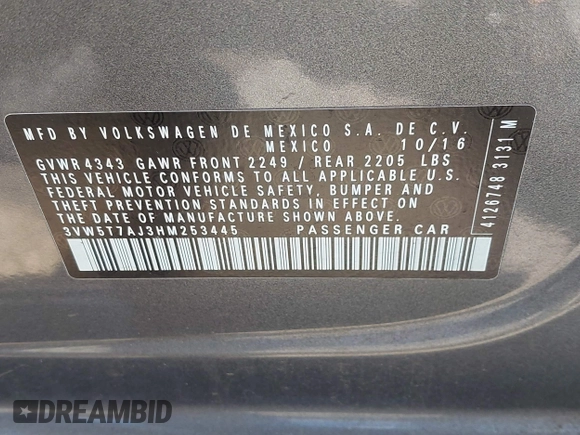 MFD BY VOLKSWAGEN DE MEXICO S.A. DE C.V.
MEXICO 10/16
GVWR 4343 GAWR FRONT 2249 / REAR 2205 LBS
THIS VEHICLE CONFORMS TO ALL APPLICABLE U.S.
FEDERAL MOTOR VEHICLE SAFETY, BUMPER AND
THEFT PREVENTION STANDARDS IN EFFECT ON
THE DATE OF MANUFACTURE SHOWN ABOVE.
3VW5T7AJ3HM253445 PASSENGER CAR
4126748 3131 M
DREAMBID